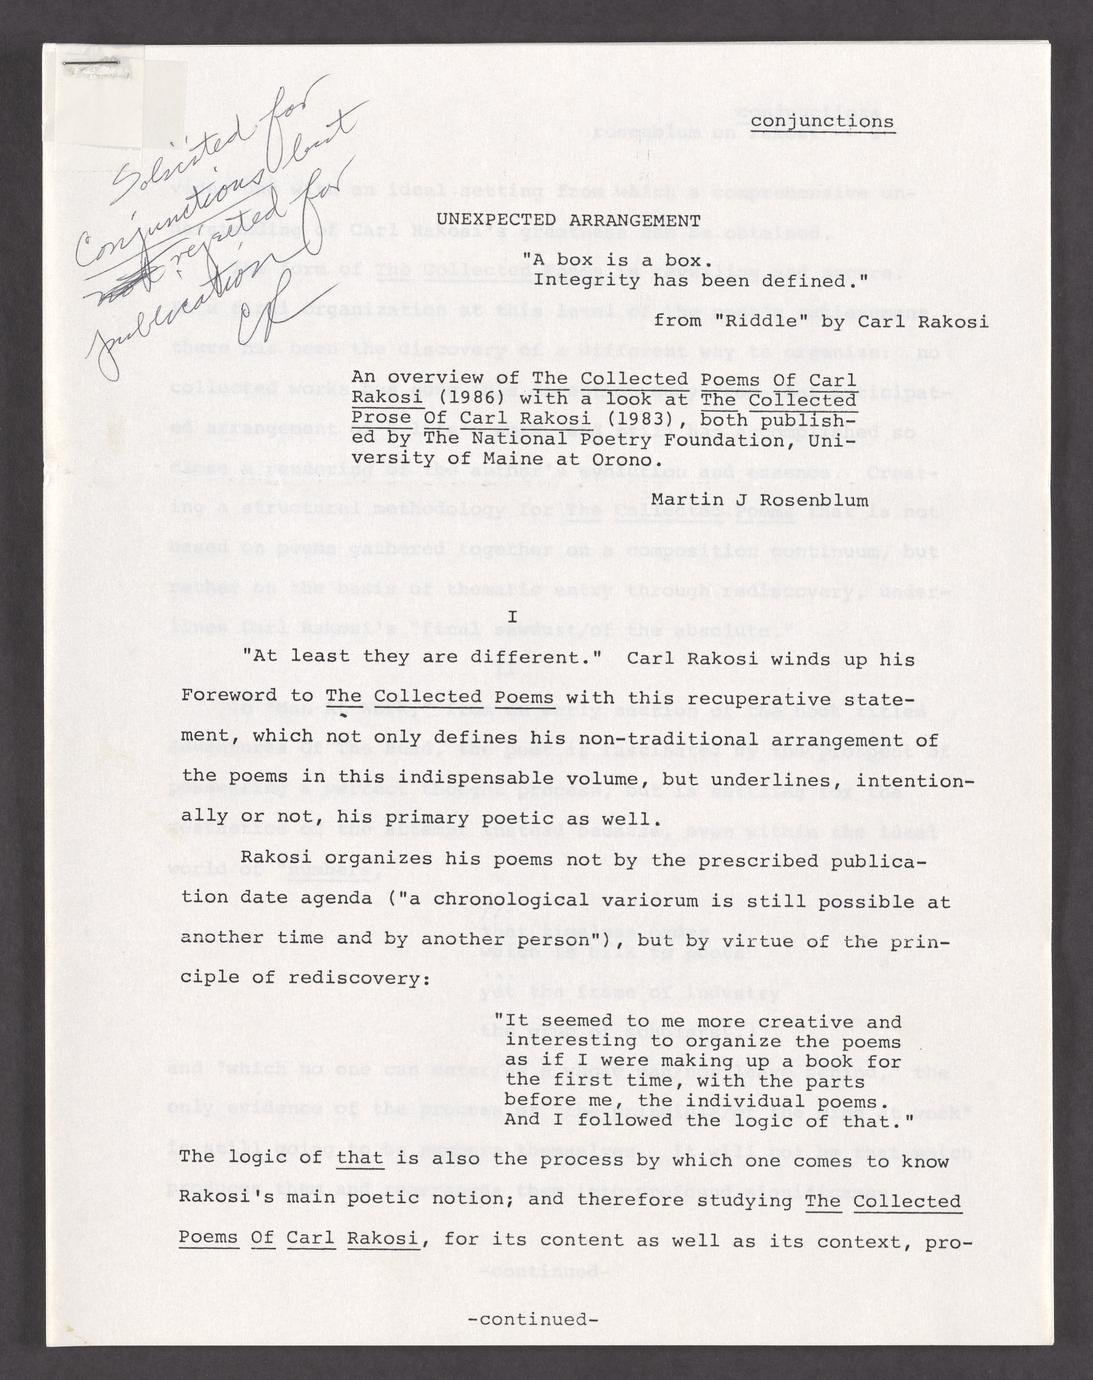 Solicited for
Conjunctions but
not rejected for
publication
CR
conjunctions
UNEXPECTED ARRANGEMENT
"A box is a box.
Integrity has been defined."
from "Riddle" by Carl Rakosi
An overview of The Collected Poems Of Carl
Rakosi (1986) with a look at The Collected
Prose Of Carl Rakosi (1983), both publish-
ed by The National Poetry Foundation, Uni-
versity of Maine at Orono.
Martin J Rosenblum
I
"At least they are different."  Carl Rakosi winds up his
Foreword to The Collected Poems with this recuperative state-
ment, which not only defines his non-traditional arrangement of
the poems in this indispensable volume, but underlines, intention-
ally or not, his primary poetic as well.
Rakosi organizes his poems not by the prescribed publica-
tion date agenda ("a chronological variorum is still possible at
another time and by another person"), but by virtue of the prin-
ciple of rediscovery:
"It seemed to me more creative and
interesting to organize the poems
as if I were making up a book for
the first time, with the parts
before me, the individual poems.
And I followed the logic of that."
The logic of that is also the process by which one comes to know
Rakosi's main poetic notion; and therefore studying The Collected
Poems Of Carl Rakosi, for its content as well as its context, pro-
-continued-